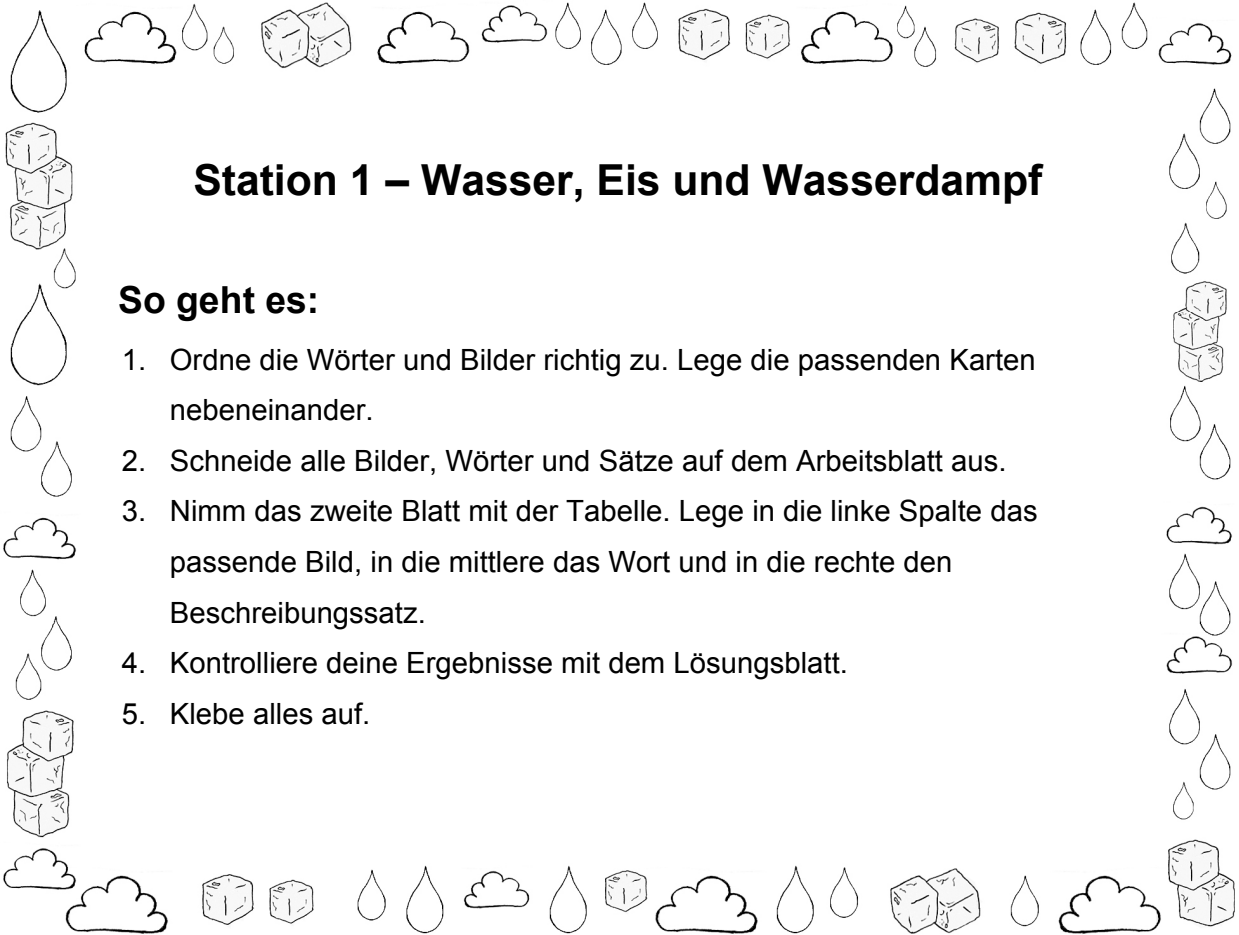 Station 1 – Wasser, Eis und Wasserdampf
So geht es:
1. Ordne die Wörter und Bilder richtig zu. Lege die passenden Karten
nebeneinander.
2. Schneide alle Bilder, Wörter und Sätze auf dem Arbeitsblatt aus.
3. Nimm das zweite Blatt mit der Tabelle. Lege in die linke Spalte das
passende Bild, in die mittlere das Wort und in die rechte den
Beschreibungssatz.
4. Kontrolliere deine Ergebnisse mit dem Lösungsblatt.
5. Klebe alles auf.